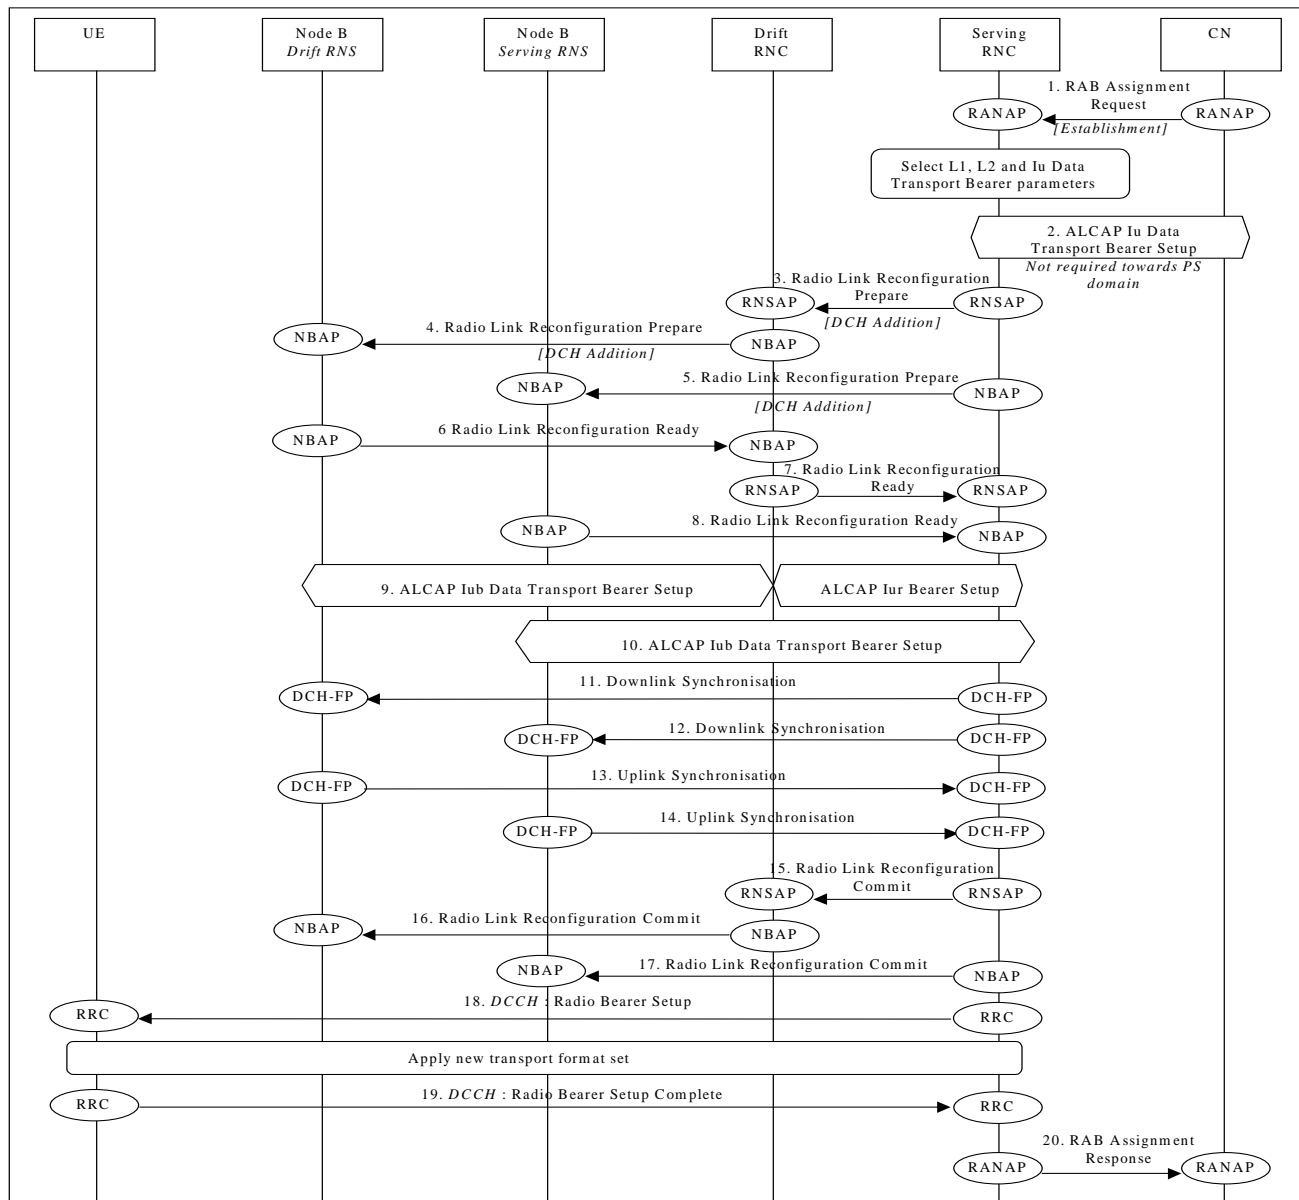 UE
Node B
Drift RNS
Node B
Serving RNS
Drift
RNC
Serving
RNC
CN
1. RAB Assignment
Request
RANAP
RANAP
[Establishment]
Select L1, L2 and Iu Data
Transport Bearer parameters
2. ALCAP Iu Data
Transport Bearer Setup
Not required towards PS
domain
3. Radio Link Reconfiguration
Prepare
RNSAP
RNSAP
[DCH Addition]
4. Radio Link Reconfiguration Prepare
NBAP
NBAP
[DCH Addition]
5. Radio Link Reconfiguration Prepare
NBAP
NBAP
[DCH Addition]
6 Radio Link Reconfiguration Ready
NBAP
NBAP
7. Radio Link Reconfiguration
Ready
RNSAP
RNSAP
8. Radio Link Reconfiguration Ready
NBAP
NBAP
9. ALCAP Iub Data Transport Bearer Setup
ALCAP Iur Bearer Setup
10. ALCAP Iub Data Transport Bearer Setup
11. Downlink Synchronisation
DCH-FP
DCH-FP
12. Downlink Synchronisation
DCH-FP
DCH-FP
13. Uplink Synchronisation
DCH-FP
DCH-FP
14. Uplink Synchronisation
DCH-FP
DCH-FP
15. Radio Link Reconfiguration
Commit
RNSAP
RNSAP
16. Radio Link Reconfiguration Commit
NBAP
NBAP
17. Radio Link Reconfiguration Commit
NBAP
NBAP
18. DCCH : Radio Bearer Setup
RRC
RRC
Apply new transport format set
19. DCCH : Radio Bearer Setup Complete
RRC
RRC
20. RAB Assignment
Response
RANAP
RANAP